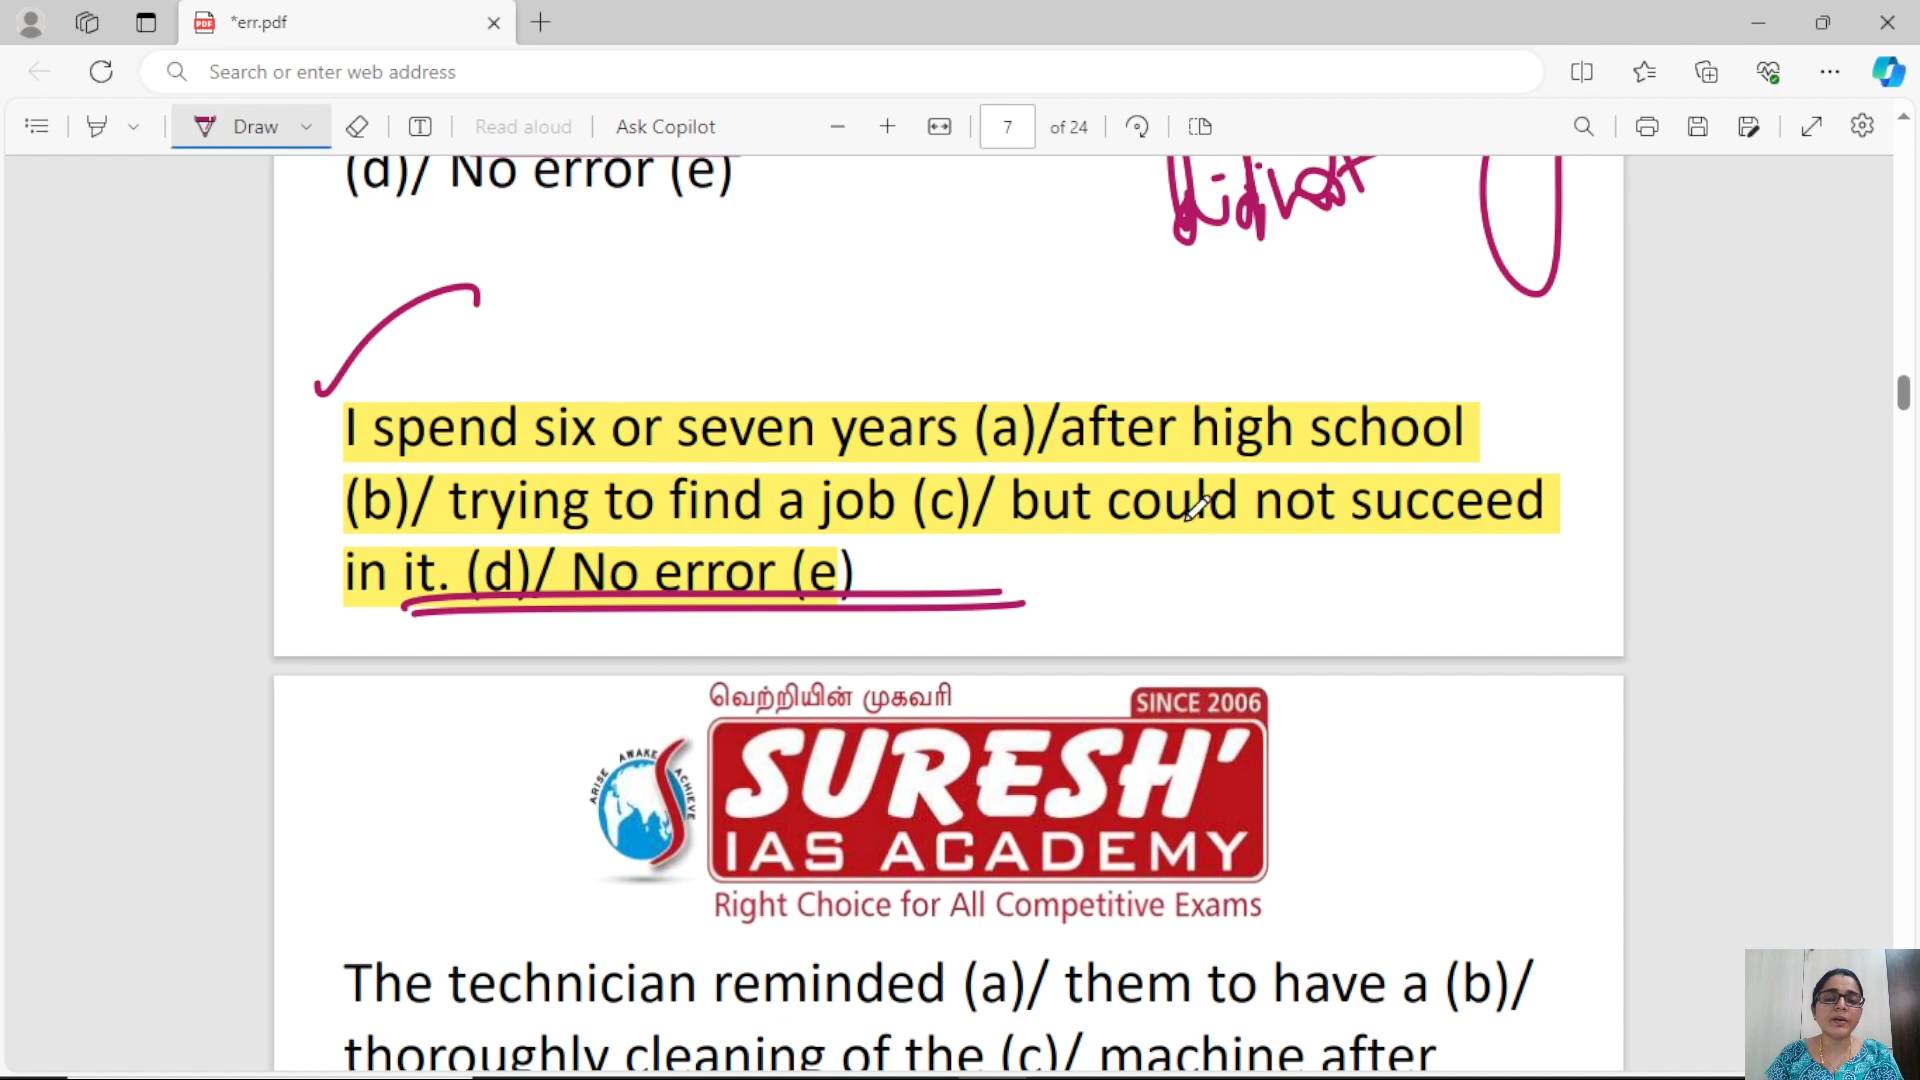 *err.pdf
Search or enter web address
Draw
Read aloud
Ask Copilot
7
of 24
(d)/ No error (e)
I spend six or seven years (a)/after high school
(b)/ trying to find a job (c)/ but could not succeed
in it. (d)/ No error (e)
வெற்றியின் முகவரி
SINCE 2006
ARISE AWAKE ACHIEVE
SURESH'
IAS ACADEMY
Right Choice for All Competitive Exams
The technician reminded (a)/ them to have a (b)/
thoroughly cleaning of the (c)/ machine after